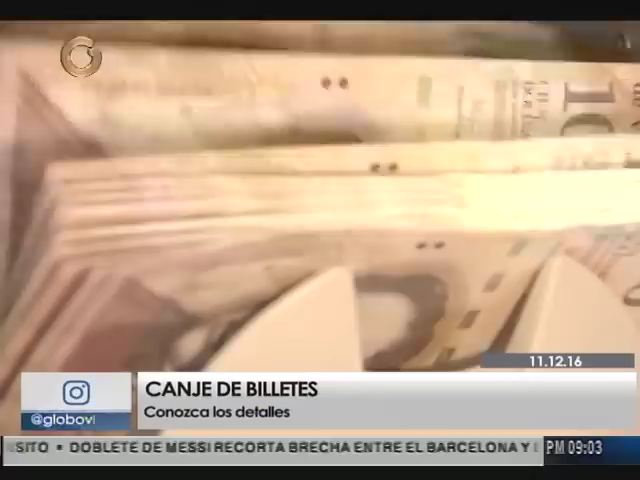 10
11.12.16
CANJE DE BILLETES
Conozca los detalles
@globovi
SITO • DOBLETE DE MESSI RECORTA BRECHA ENTRE EL BARCELONA Y
PM 09:03